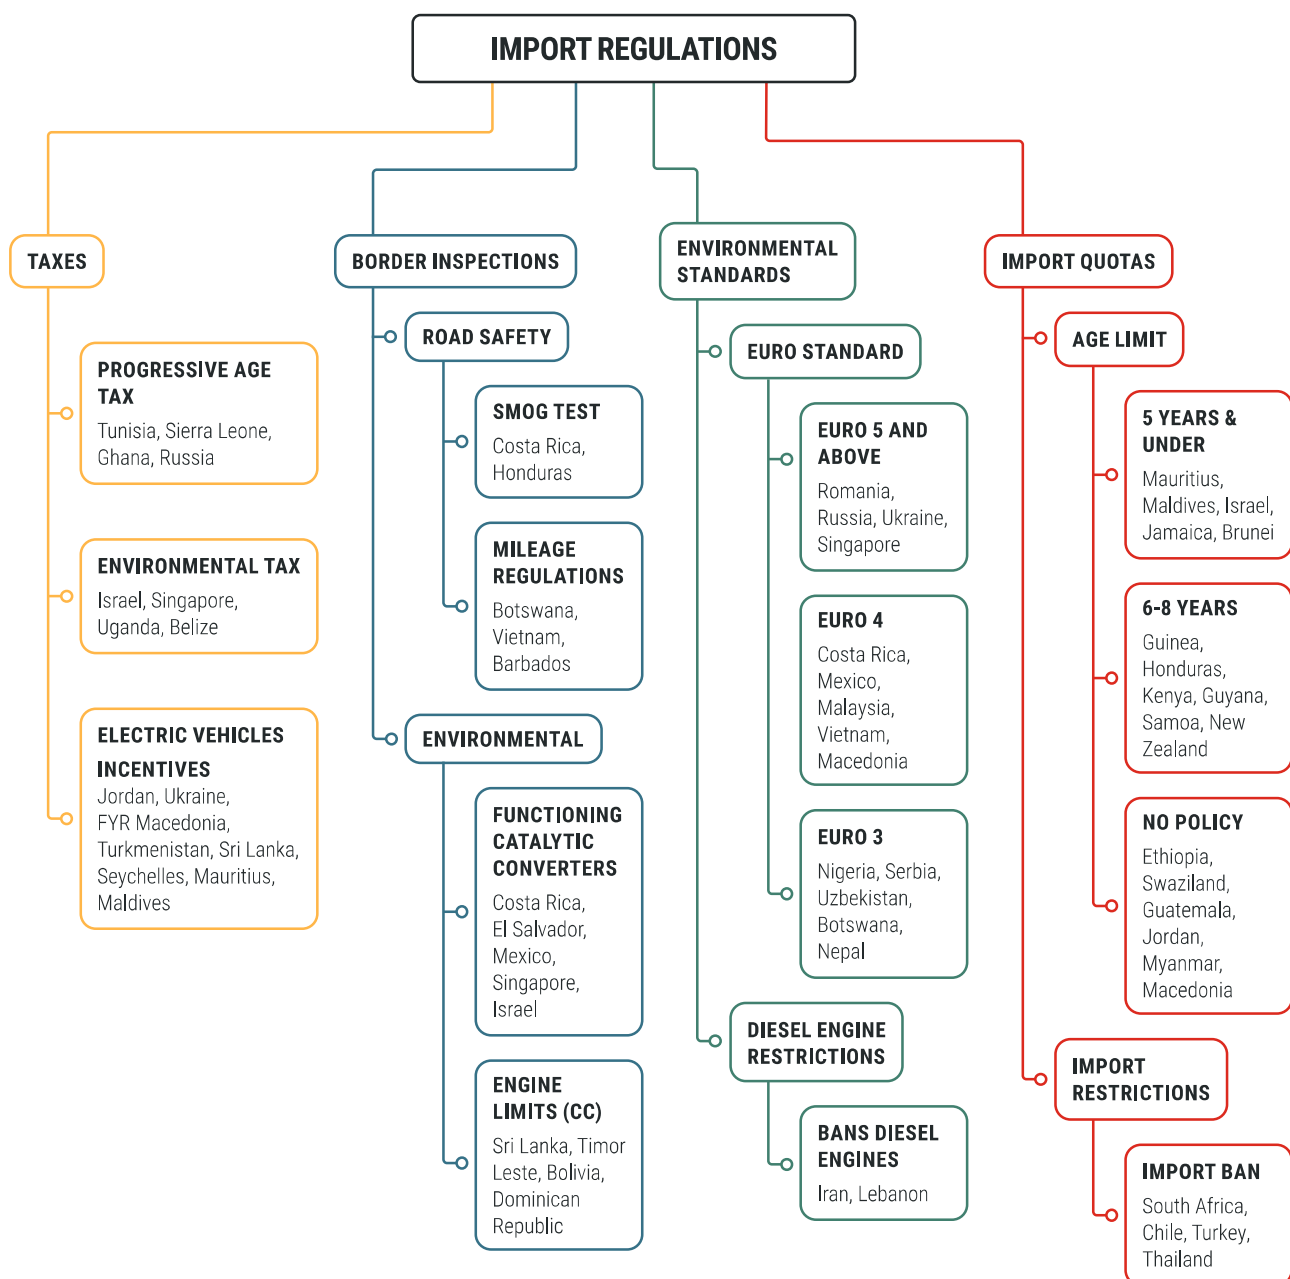 IMPORT REGULATIONS
TAXES
PROGRESSIVE AGE
TAX
Tunisia, Sierra Leone,
Ghana, Russia
ENVIRONMENTAL TAX
Israel, Singapore,
Uganda, Belize
ELECTRIC VEHICLES
INCENTIVES
Jordan, Ukraine,
FYR Macedonia,
Turkmenistan, Sri Lanka,
Seychelles, Mauritius,
Maldives
BORDER INSPECTIONS
ROAD SAFETY
SMOG TEST
Costa Rica,
Honduras
MILEAGE
REGULATIONS
Botswana,
Vietnam,
Barbados
ENVIRONMENTAL
FUNCTIONING
CATALYTIC
CONVERTERS
Costa Rica,
El Salvador,
Mexico,
Singapore,
Israel
ENGINE
LIMITS (CC)
Sri Lanka, Timor
Leste, Bolivia,
Dominican
Republic
ENVIRONMENTAL
STANDARDS
EURO STANDARD
EURO 5 AND
ABOVE
Romania,
Russia, Ukraine,
Singapore
EURO 4
Costa Rica,
Mexico,
Malaysia,
Vietnam,
Macedonia
EURO 3
Nigeria, Serbia,
Uzbekistan,
Botswana,
Nepal
DIESEL ENGINE
RESTRICTIONS
BANS DIESEL
ENGINES
Iran, Lebanon
IMPORT QUOTAS
AGE LIMIT
5 YEARS &
UNDER
Mauritius,
Maldives, Israel,
Jamaica, Brunei
6-8 YEARS
Guinea,
Honduras,
Kenya, Guyana,
Samoa, New
Zealand
NO POLICY
Ethiopia,
Swaziland,
Guatemala,
Jordan,
Myanmar,
Macedonia
IMPORT
RESTRICTIONS
IMPORT BAN
South Africa,
Chile, Turkey,
Thailand